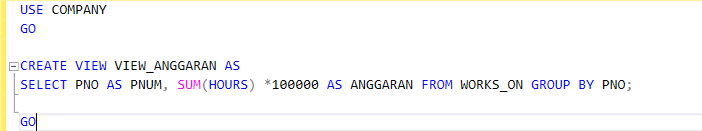 USE COMPANY
GO
CREATE VIEW VIEW_ANGGARAN AS
SELECT PNO AS PNUM, SUM(HOURS) *100000 AS ANGGARAN FROM WORKS_ON GROUP BY PNO;
GO